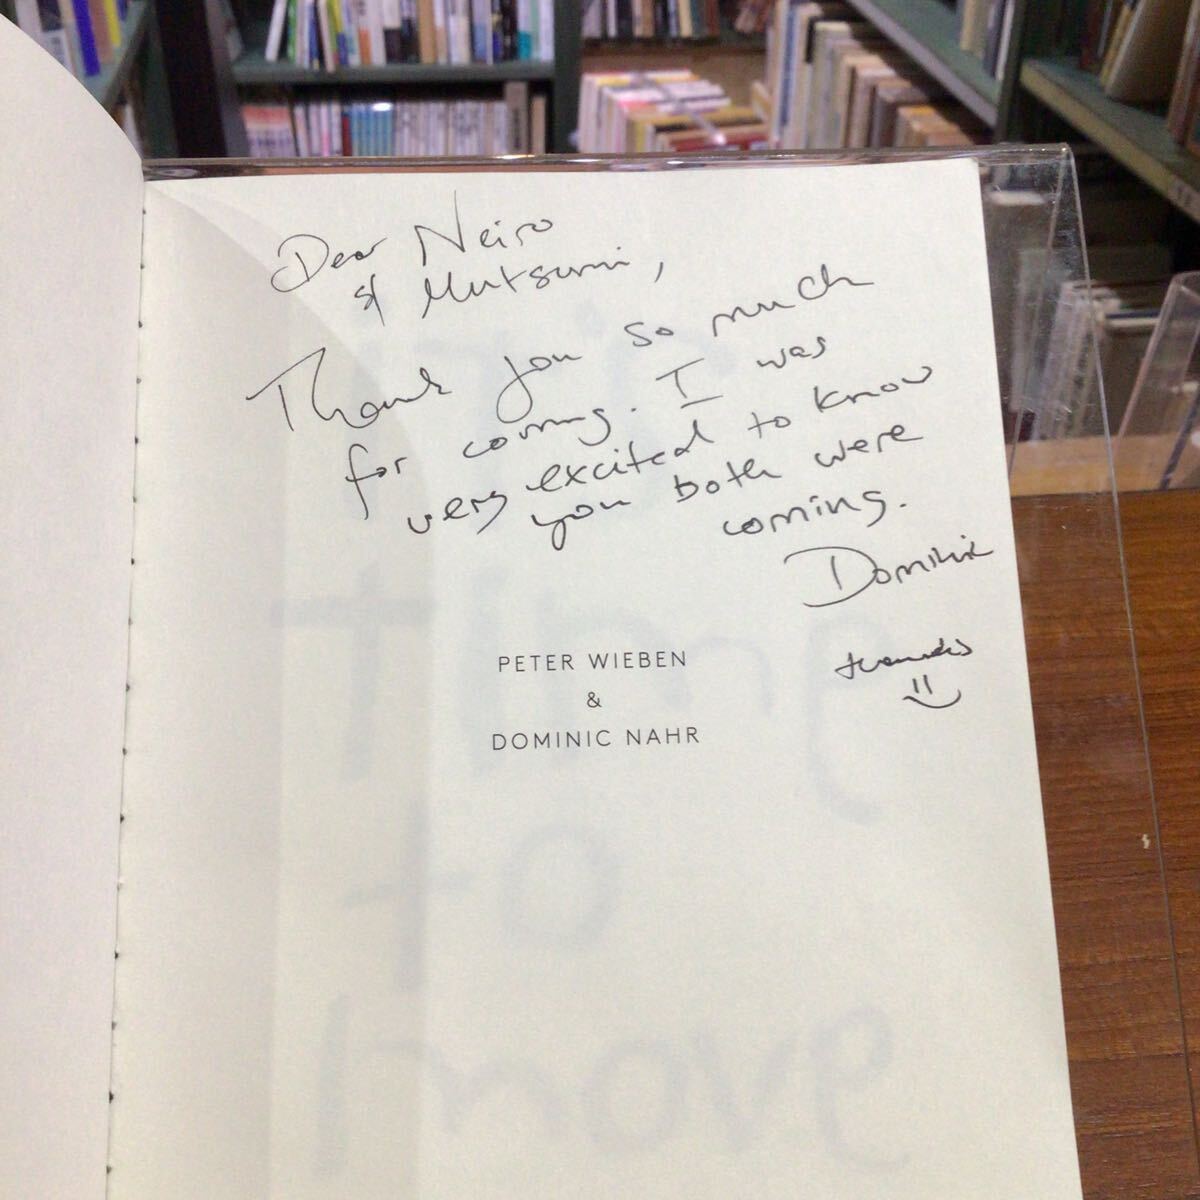 Dear Neiro
& Mutsumi,
Thank you so much
for coming. I was
very excited to know
you both were
coming.
Dominic
thanks
PETER WIEBEN
&
DOMINIC NAHR